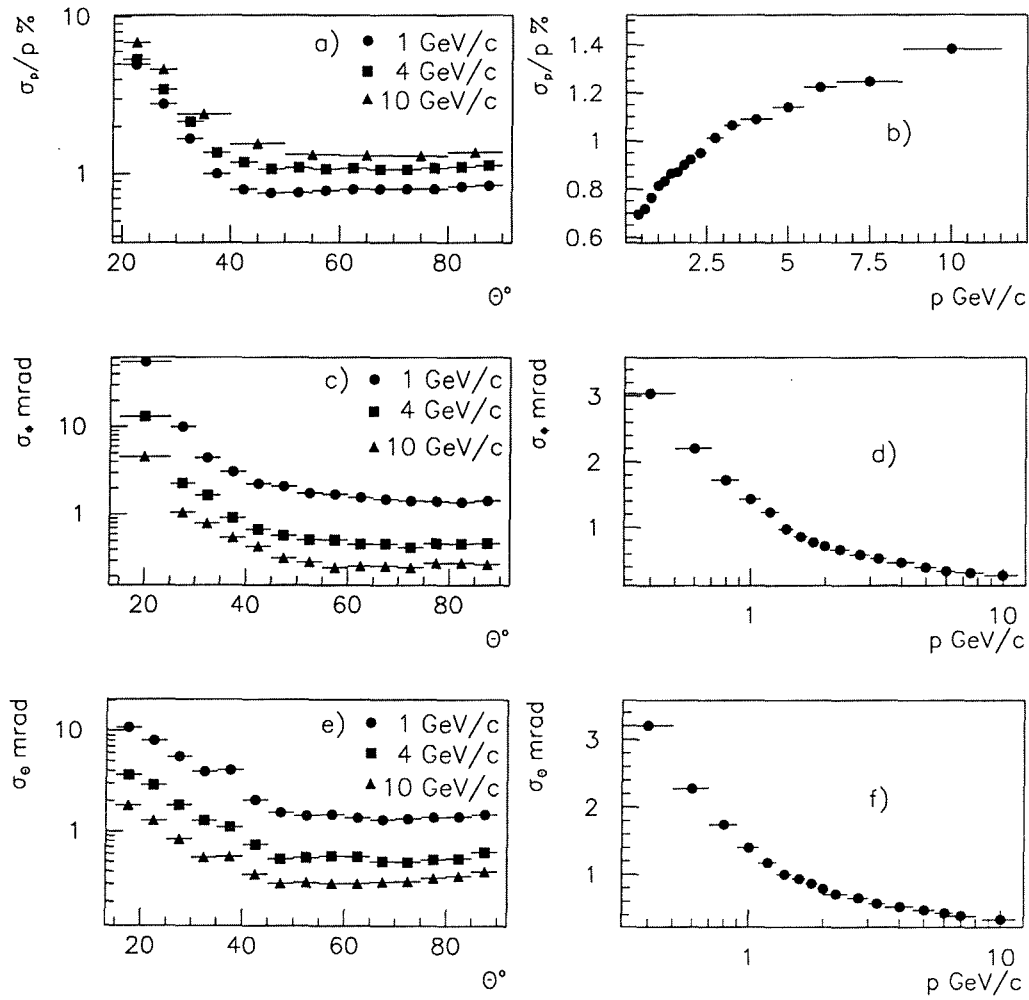 σp/p %
10
1
a)
1 GeV/c
4 GeV/c
10 GeV/c
20 40 60 80
Θ°
σp/p %
1.4
1.2
1
0.8
0.6
b)
2.5 5 7.5 10
p GeV/c
σΦ mrad
10
1
c)
1 GeV/c
4 GeV/c
10 GeV/c
20 40 60 80
Θ°
σΦ mrad
3
2
1
d)
1 10
p GeV/c
σΘ mrad
10
1
e)
1 GeV/c
4 GeV/c
10 GeV/c
20 40 60 80
Θ°
σΘ mrad
3
2
1
f)
1 10
p GeV/c